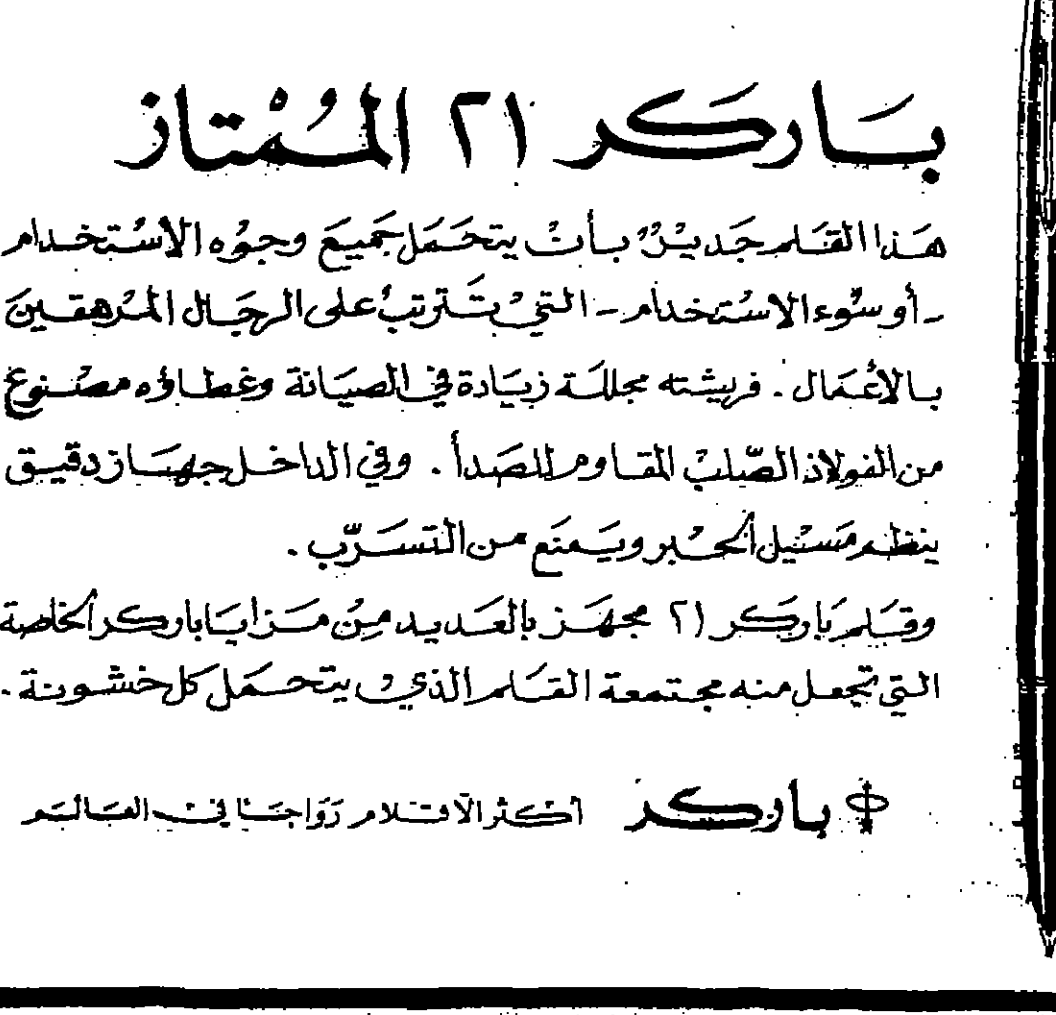 باركر ٢١ الممتاز
هذا القلم جدير بأن يتحمل جميع وجوه الاستخدام
- أو سوء الاستخدام - التي تترتب على الرجال المرهقين
بالأعمال . فريشته مجللة زيادة في الصيانة وغطاؤه مصنوع
من الفولاذ الصلب المقاوم للصدأ . وفي الداخل جهاز دقيق
ينظم مسيل الحبر ويمنع من التسرّب .
وقلم باركر ٢١ مجهز بالعديد من مزايا باركر الخاصة
التي تجعل منه مجتمعة القلم الذي يتحمل كل خشونة .
باركر أكثر الأقلام رواجا في العالم